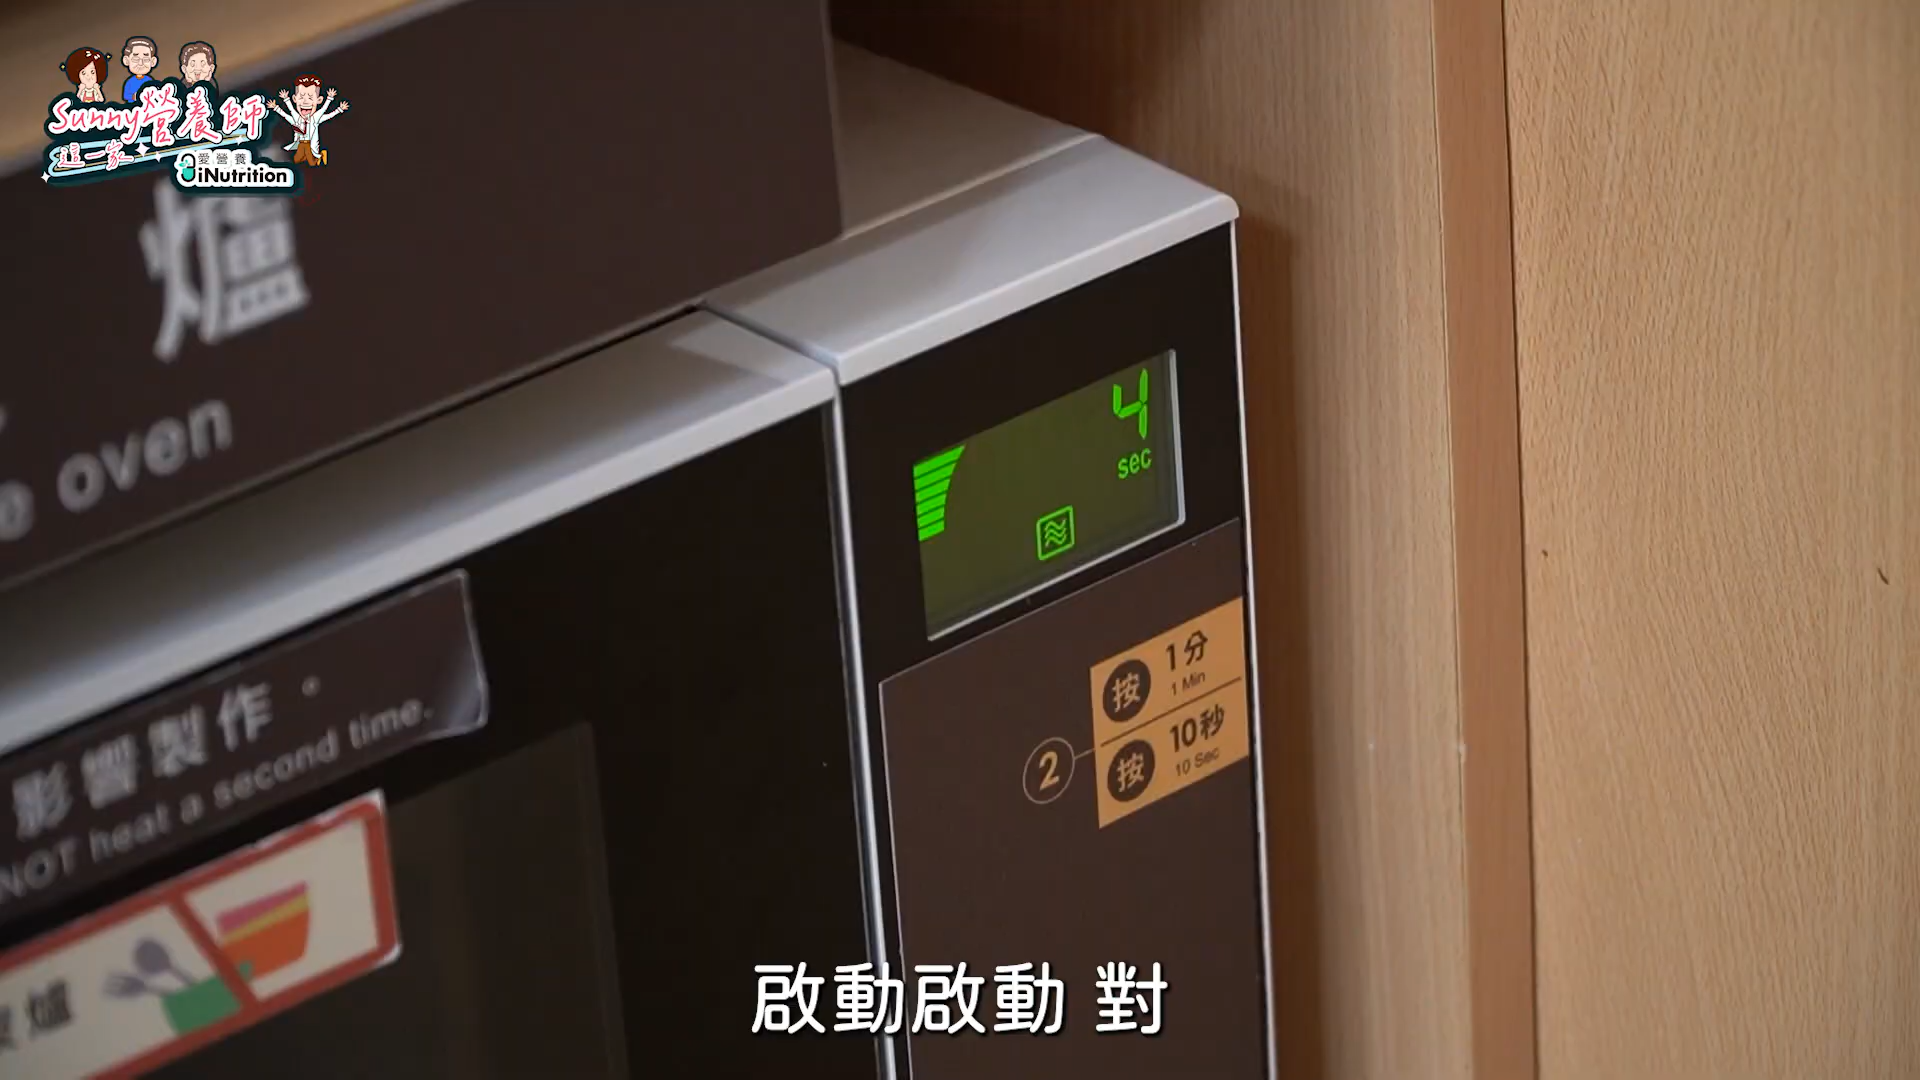 Sunny營養師
這一家
愛營養
iNutrition
爐
oven
4
sec
1分
按
1 Min
10秒
按
10 Sec
2
影響製作。
NOT heat a second time.
爐
啟動啟動 對